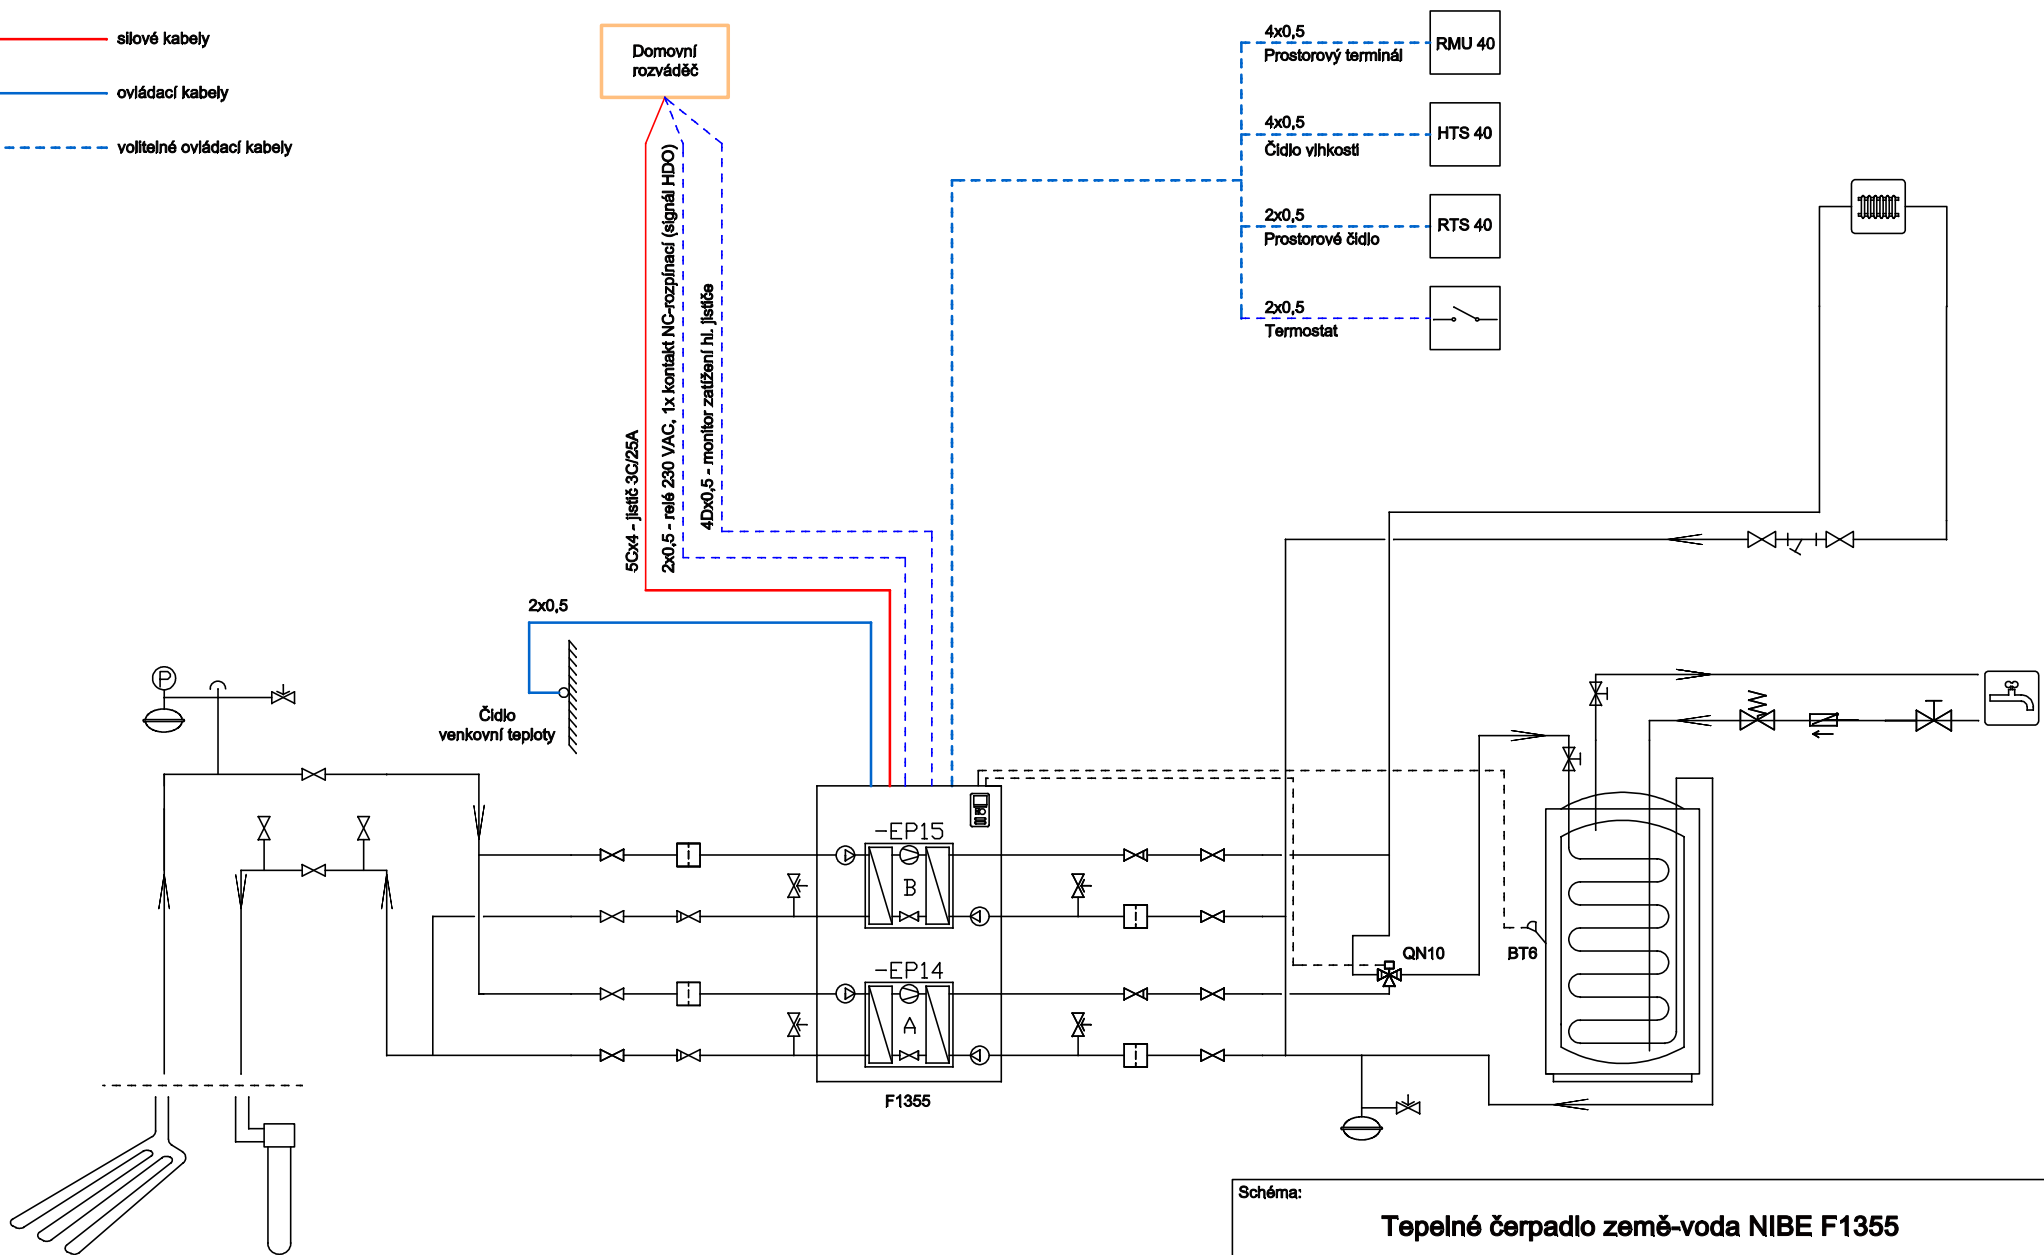 silové kabely
ovládací kabely
volitelné ovládací kabely
Domovní
rozváděč
5Cx4 - jistič 3C/25A
2x0,5 - relé 230 VAC, 1x kontakt NC-rozpínací (signál HDO)
4Dx0,5 - monitor zatížení hl. jističe
4x0,5
Prostorový terminál
RMU 40
4x0,5
Čidlo vlhkosti
HTS 40
2x0,5
Prostorové čidlo
RTS 40
2x0,5
Termostat
2x0,5
Čidlo
venkovní teploty
P
-EP15
B
-EP14
A
F1355
QN10
BT6
Schéma:
Tepelné čerpadlo země-voda NIBE F1355